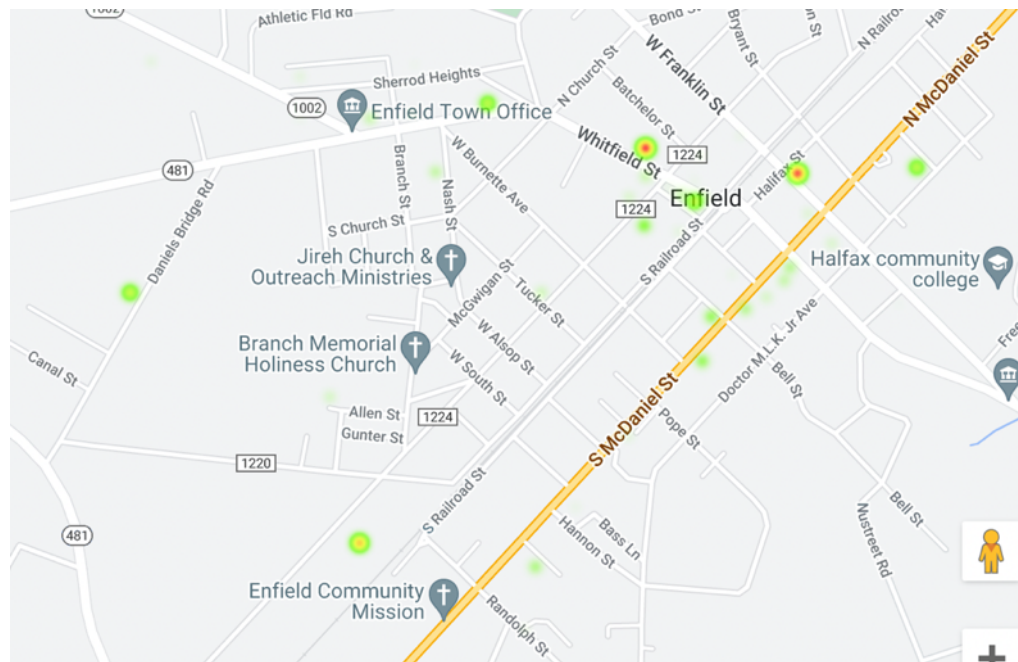 1002
Athletic Fld Rd
Bond St
Bryant St
on St
N Railroad
Ha
W Franklin St
N McDaniel St
Sherrod Heights
N Church St
Batchelor St
1002
Enfield Town Office
Whitfield St
1224
Halifax St
481
Branch St
W Burnette Ave
Nash St
Enfield
1224
Daniels Bridge Rd
S Church St
S Railroad St
Jireh Church &
Outreach Ministries
McGwigan St
Tucker St
Halfax community
college
Branch Memorial
Holiness Church
W Alsop St
W South St
Doctor M.L.K. Jr Ave
Free
Canal St
Bell St
Allen St
1224
Gunter St
S McDaniel St
Pope St
1220
S Railroad St
Bell St
481
Bass Ln
Hannon St
Nustreet Rd
Enfield Community
Mission
Randolph St